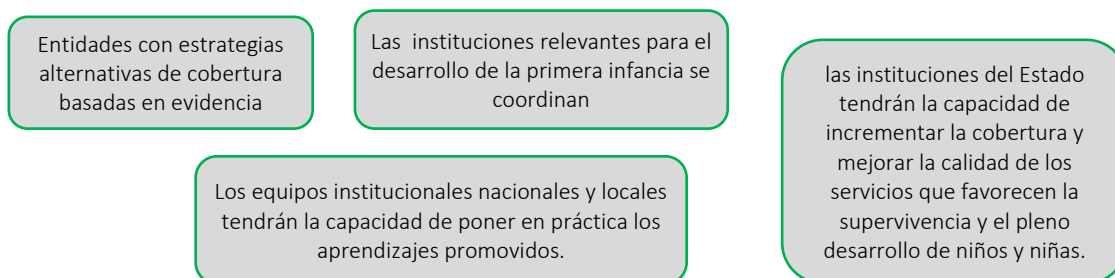 Entidades con estrategias
alternativas de cobertura
basadas en evidencia
Las instituciones relevantes para el
desarrollo de la primera infancia se
coordinan
Los equipos institucionales nacionales y locales
tendrán la capacidad de poner en práctica los
aprendizajes promovidos.
las instituciones del Estado
tendrán la capacidad de
incrementar la cobertura y
mejorar la calidad de los
servicios que favorecen la
supervivencia y el pleno
desarrollo de niños y niñas.